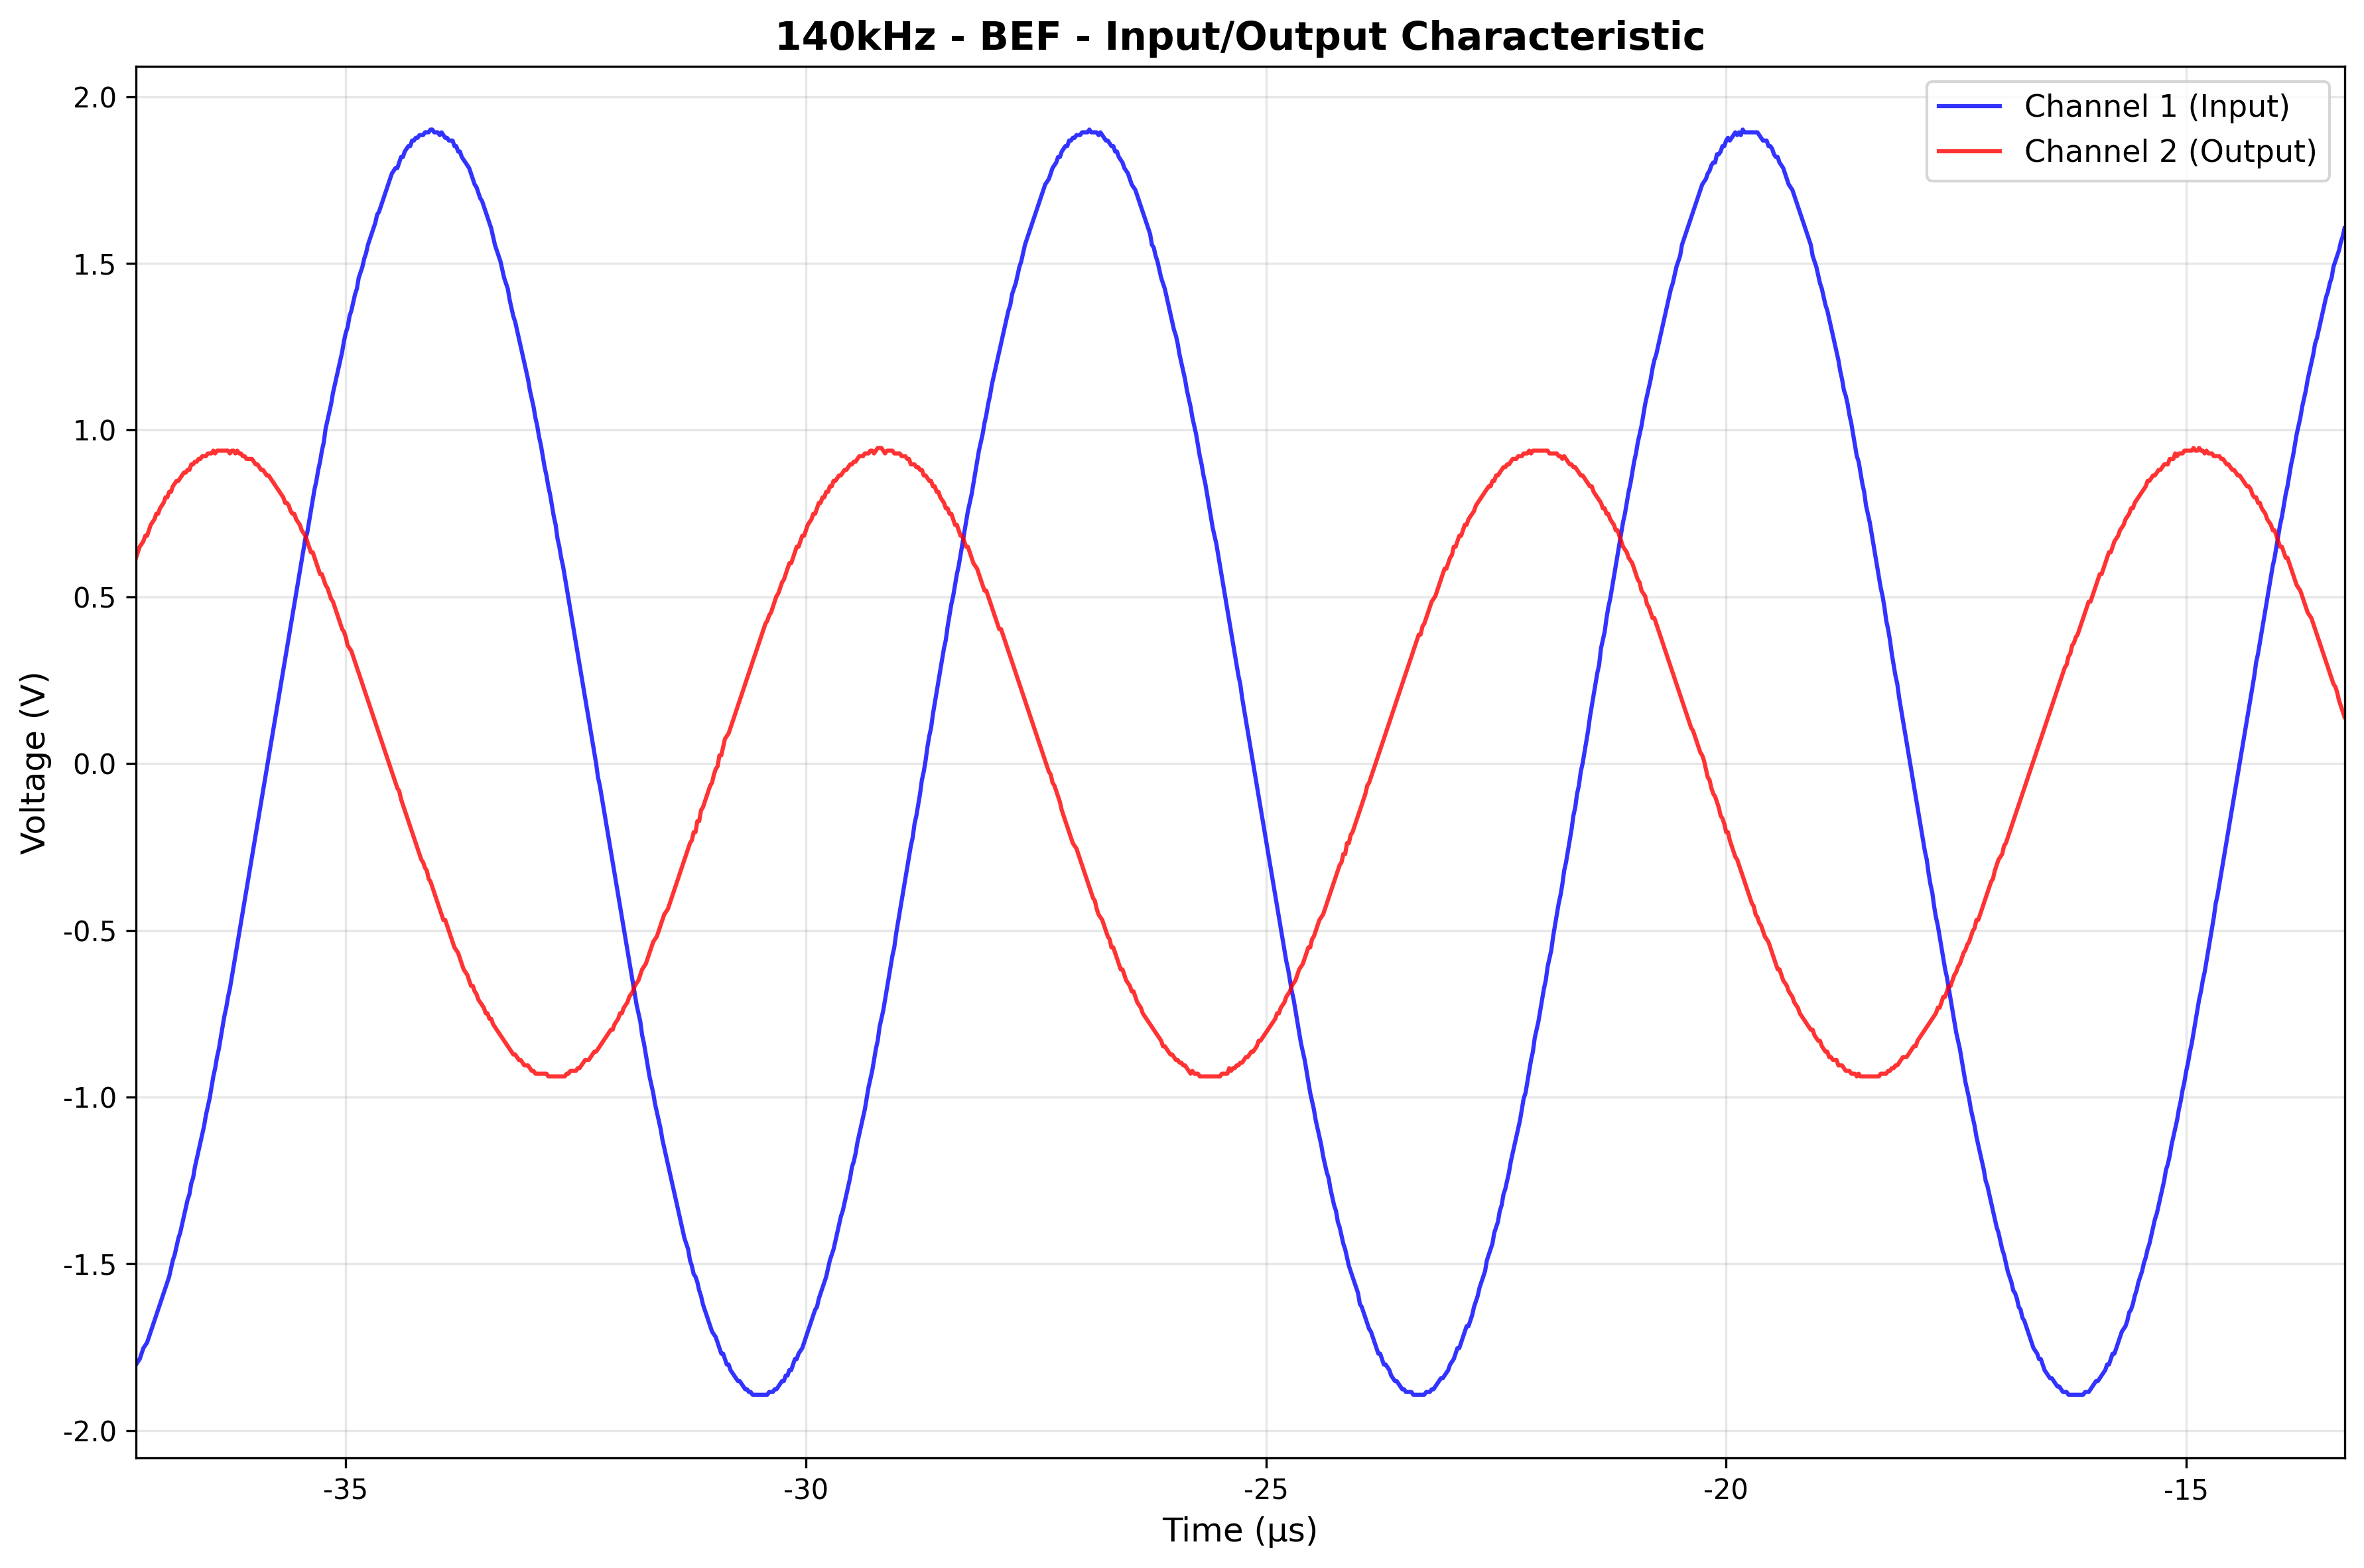 140kHz - BEF - Input/Output Characteristic
Channel 1 (Input)
Channel 2 (Output)
Voltage (V)
2.0
1.5
1.0
0.5
0.0
-0.5
-1.0
-1.5
-2.0
-35 -30 -25 -20 -15
Time (μs)